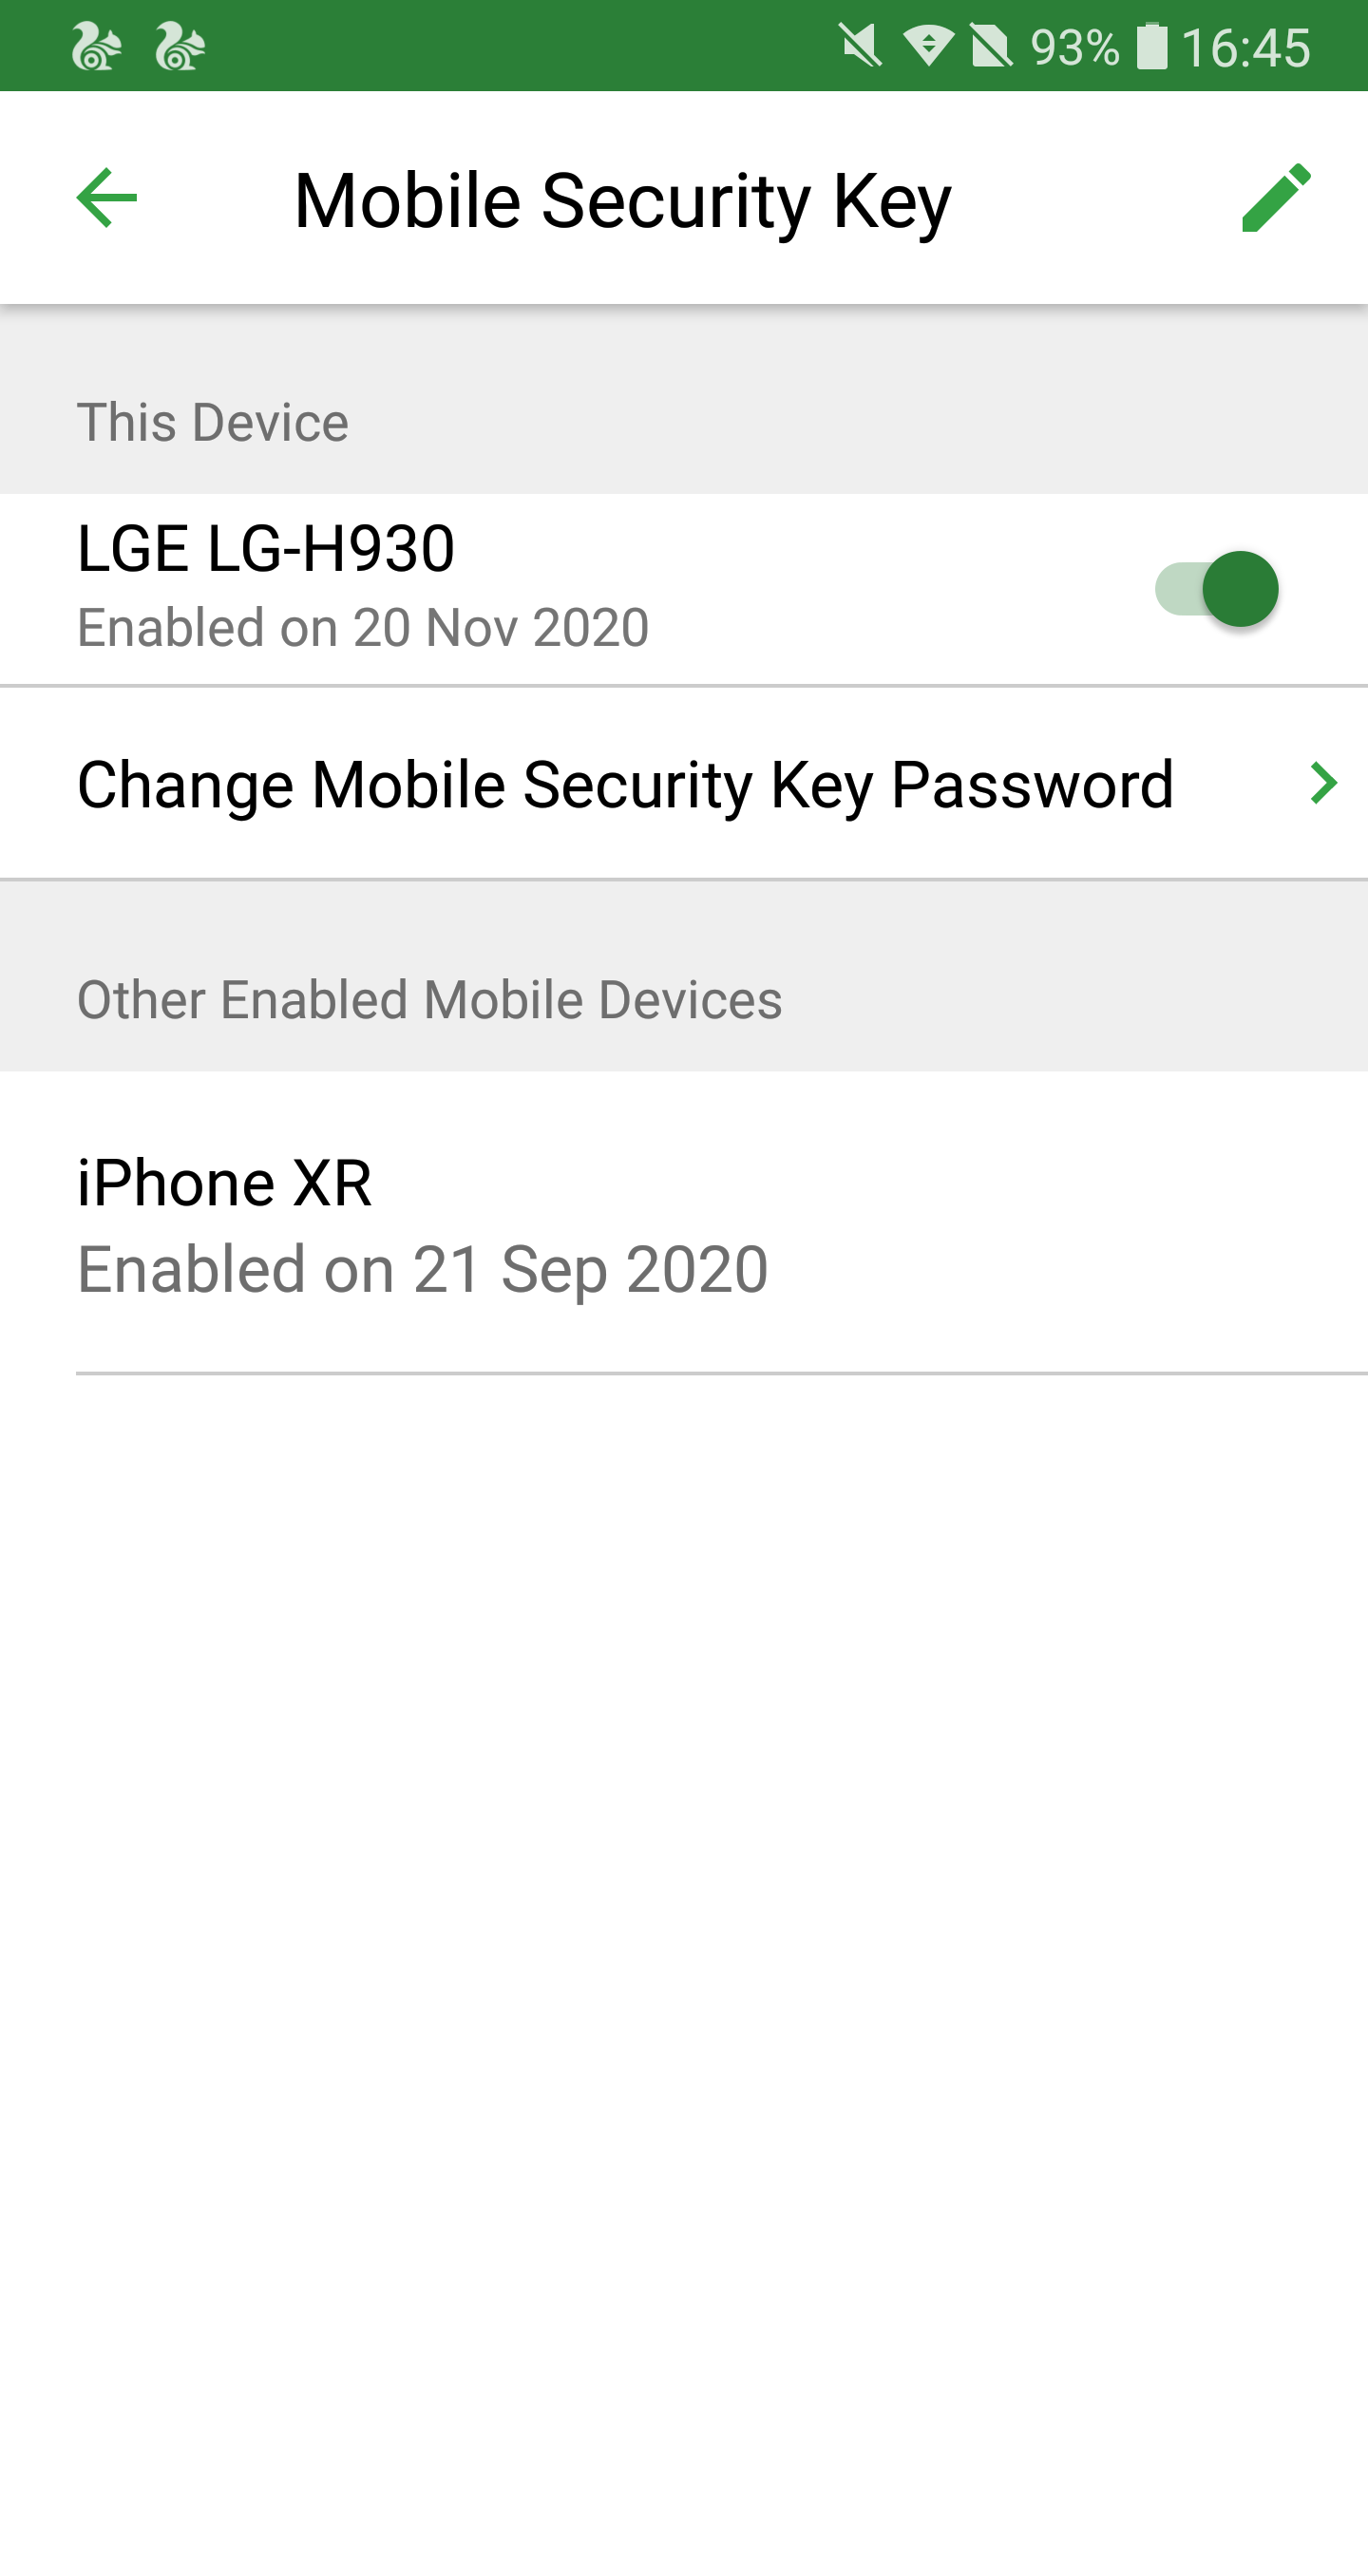 93% 16:45
Mobile Security Key
This Device
LGE LG-H930
Enabled on 20 Nov 2020
Change Mobile Security Key Password
Other Enabled Mobile Devices
iPhone XR
Enabled on 21 Sep 2020